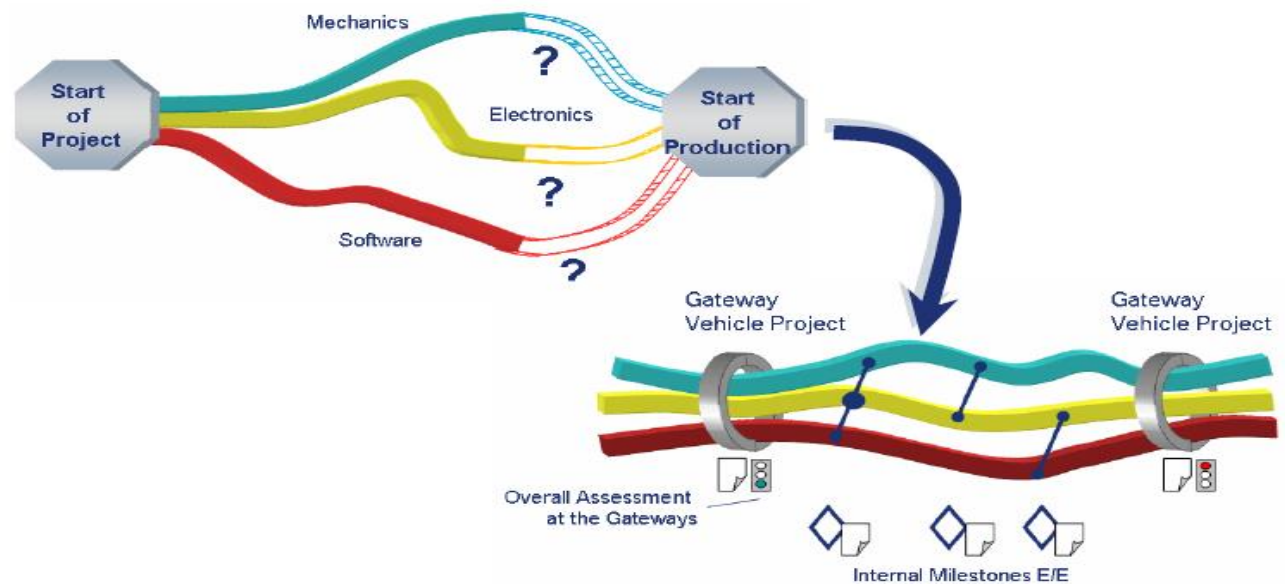 Mechanics
?
Start
of
Project
Electronics
?
Start
of
Production
Software
?
Gateway
Vehicle Project
Gateway
Vehicle Project
Overall Assessment
at the Gateways
Internal Milestones E/E